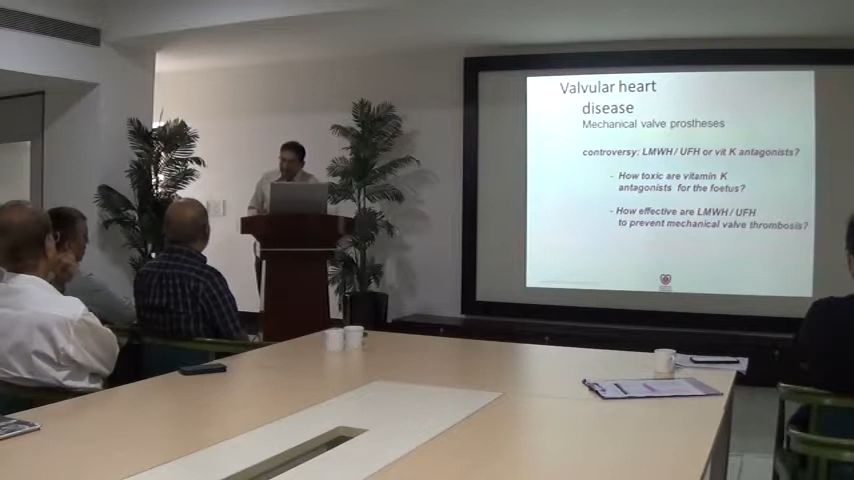 Valvular heart
disease
Mechanical valve prostheses
controversy: LMWH / UFH or vit K antagonists?
- How toxic are vitamin K
antagonists for the foetus?
- How effective are LMWH / UFH
to prevent mechanical valve thrombosis?